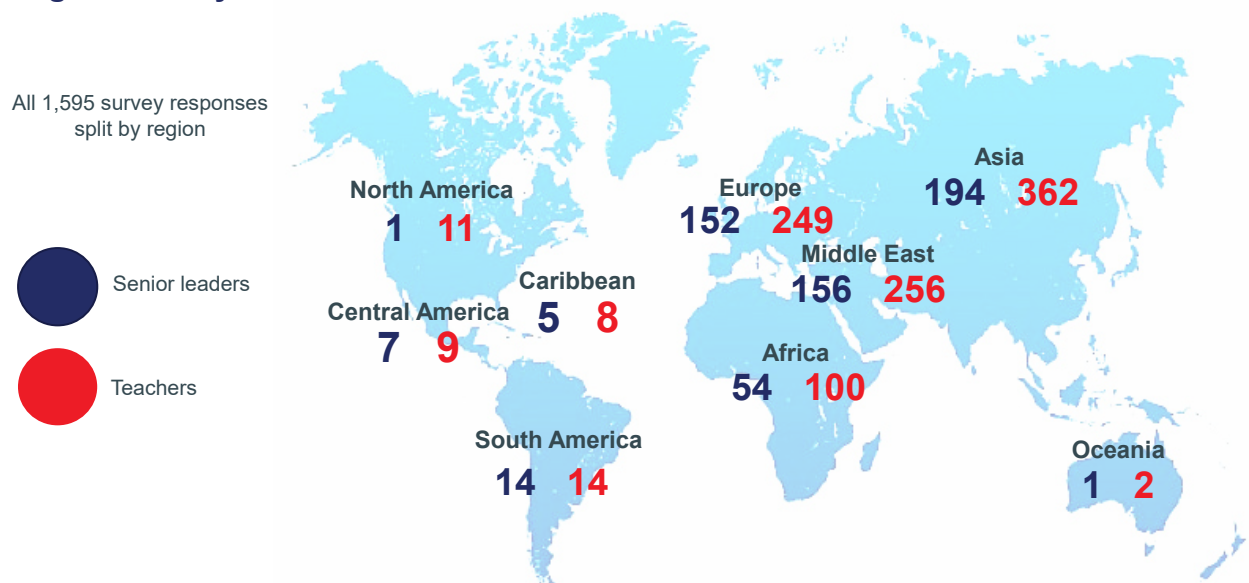 All 1,595 survey responses
split by region
Senior leaders
Teachers
North America
1 11
Central America
7 9
Caribbean
5 8
South America
14 14
Europe
152 249
Middle East
156 256
Africa
54 100
Asia
194 362
Oceania
1 2